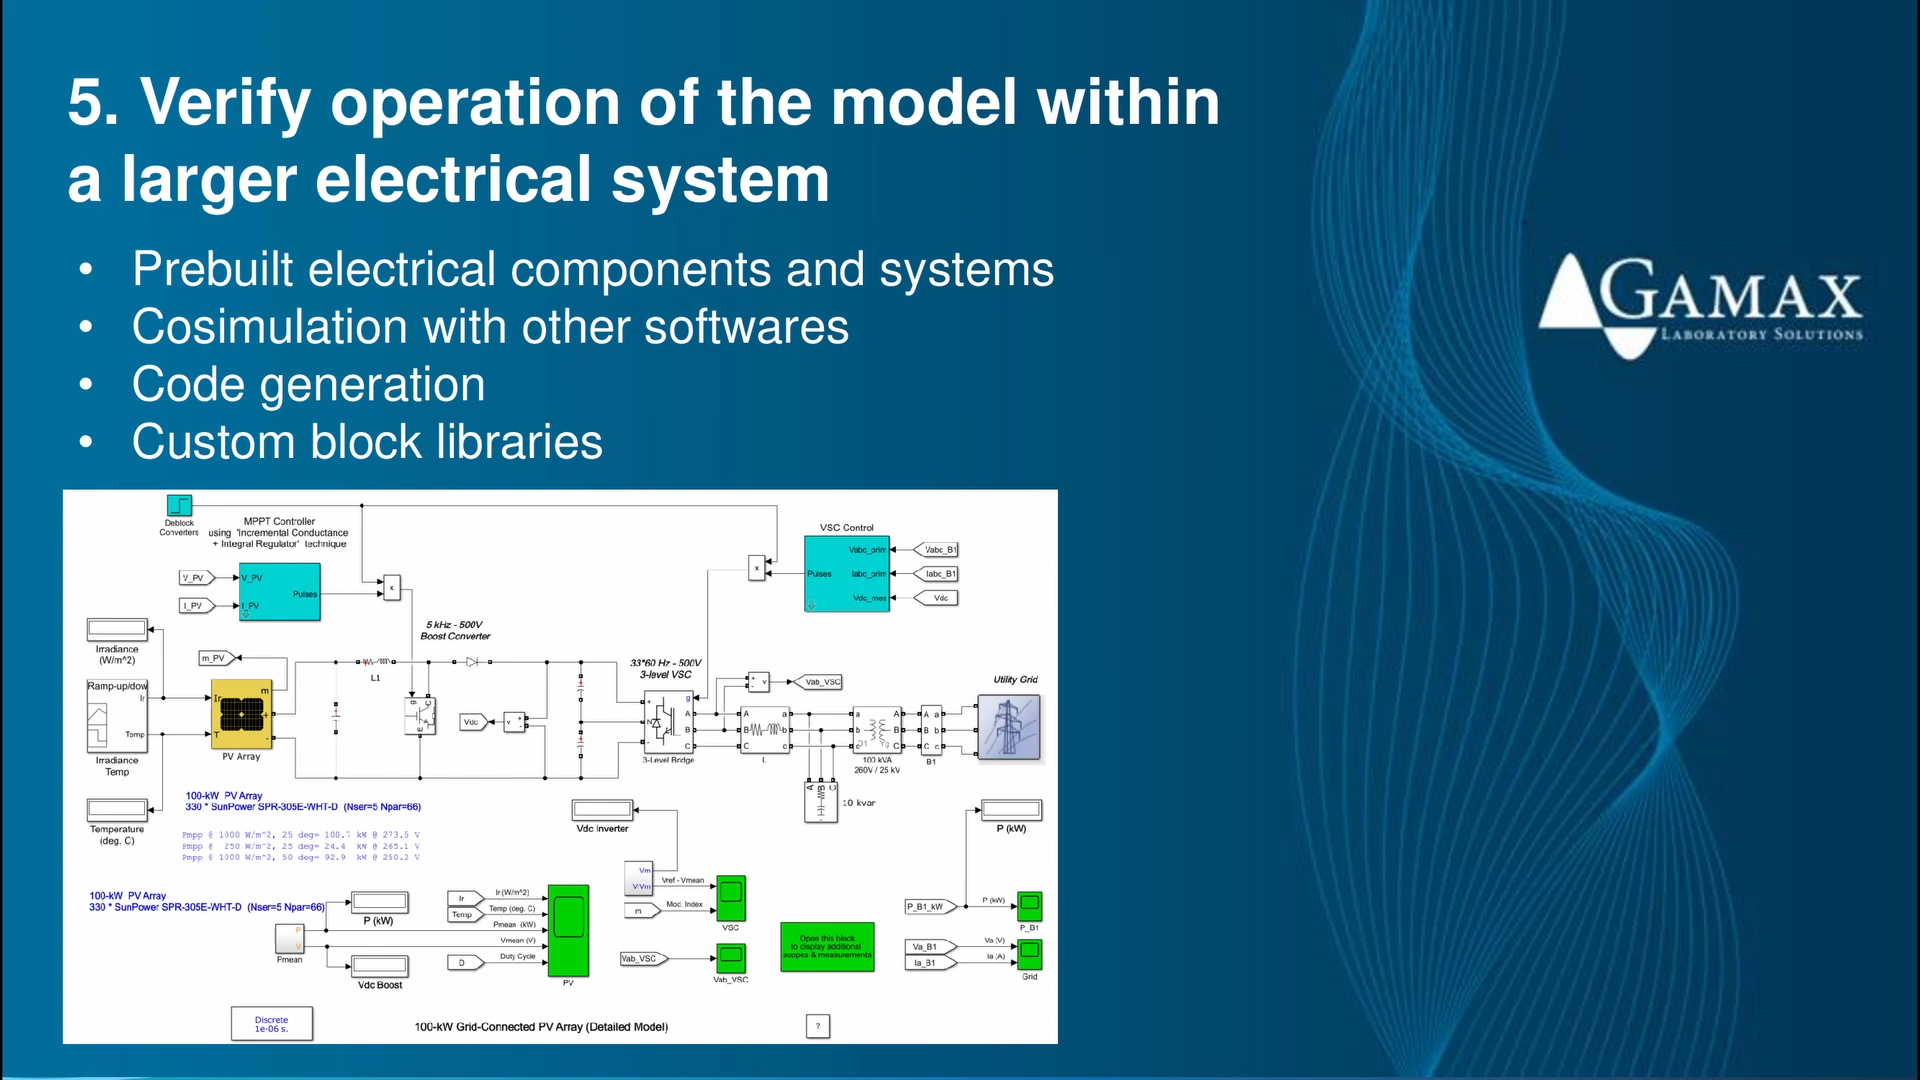 5. Verify operation of the model within
a larger electrical system
• Prebuilt electrical components and systems
• Cosimulation with other softwares
• Code generation
• Custom block libraries
GAMAX
LABORATORY SOLUTIONS
Deblock
Converters
MPPT Controller
using 'Incremental Conductance
+ Integral Regulator' technique
V_PV
I_PV
V_PV
I_PV
Pulses
x
x
VSC Control
Vabc_prim
Iabc_prim
Vdc_mes
Pulses
Vabc_B1
Iabc_B1
Vdc
Irradiance
(W/m^2)
m_PV
5 kHz - 500V
Boost Converter
L1
Ramp-up/dow
Ir
Temp
Irradiance
Temp
Ir
T
m
+
-
PV Array
g
C
E
Vdc
v
+
-
33*60 Hz - 500V
3-level VSC
+
N
-
g
A
B
C
3-Level Bridge
+
-
v
Vab_VSC
A
B
C
a
b
c
L
A
B
C
10 kvar
a
b
c
A
B
C
D1
Yg
100 kVA
260V / 25 kV
A
B
C
a
b
c
B1
Utility Grid
Temperature
(deg. C)
100-kW PV Array
330 * SunPower SPR-305E-WHT-D (Nser=5 Npar=66)
Pmpp @ 1000 W/m^2, 25 deg= 100.7 kW @ 273.5 V
Pmpp @ 250 W/m^2, 25 deg= 24.4 kW @ 265.1 V
Pmpp @ 1000 W/m^2, 50 deg= 92.9 kW @ 250.2 V
Vdc Inverter
P (kW)
100-kW PV Array
330 * SunPower SPR-305E-WHT-D (Nser=5 Npar=66)
P (kW)
P
V
Pmean
Vdc Boost
Ir
Temp
D
Ir (W/m^2)
Temp (deg. C)
Pmean (kW)
Vmean (V)
Duty Cycle
PV
Vm
V/Vm
Vref - Vmean
m
Moc. Index
VSC
Vab_VSC
Vab_VSC
Open this block
to display additional
scopes & measurements
P_B1_kW
P (kW)
P_B1
Va_B1
Va (V)
Ia_B1
Ia (A)
Grid
Discrete
1e-06 s.
100-kW Grid-Connected PV Array (Detailed Model)
?